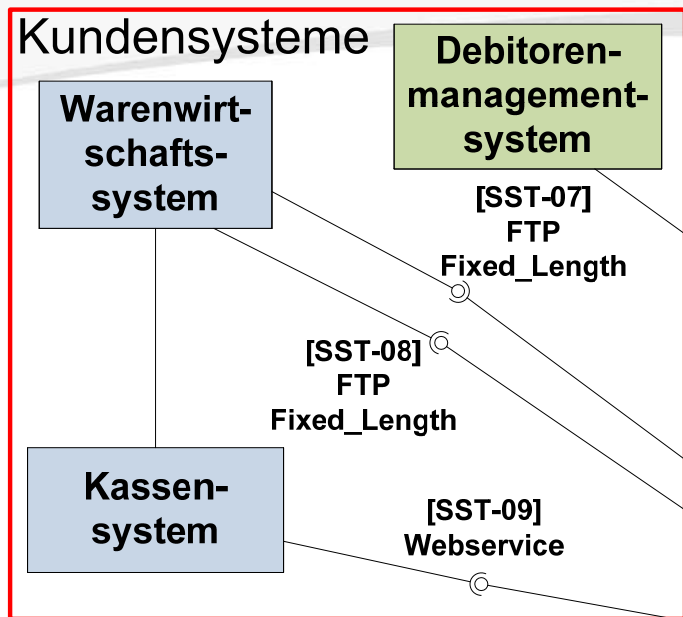 Kundensysteme
Debitoren-
management-
system
Warenwirt-
schafts-
system
[SST-07]
FTP
Fixed_Length
[SST-08]
FTP
Fixed_Length
Kassen-
system
[SST-09]
Webservice